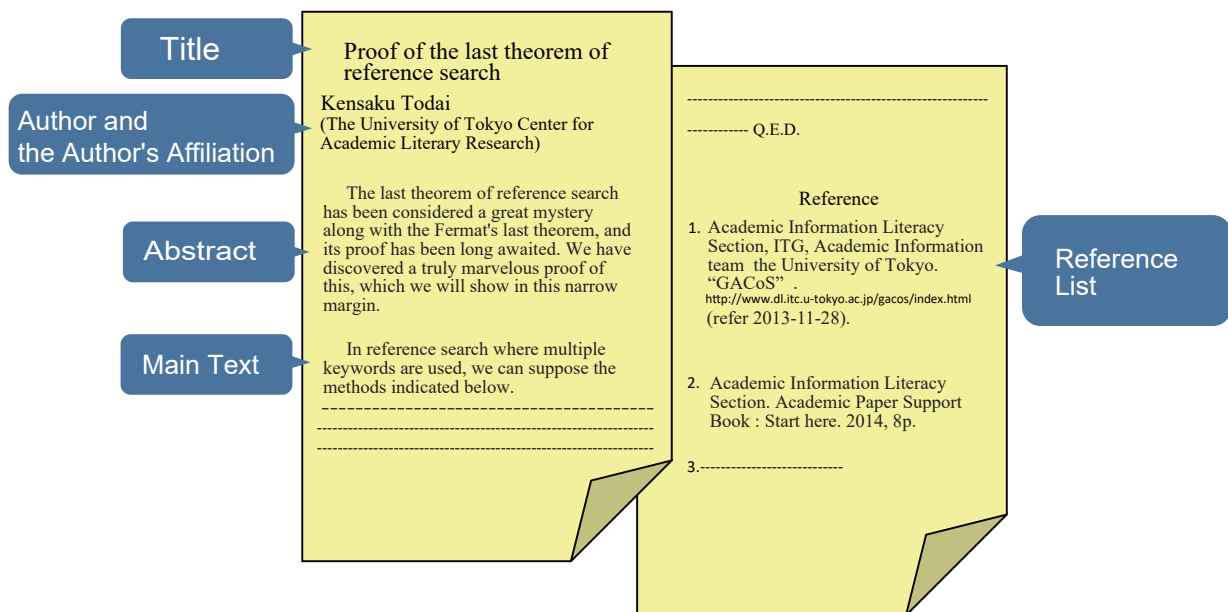 Title
Proof of the last theorem of
reference search
Author and
the Author's Affiliation
Kensaku Todai
(The University of Tokyo Center for
Academic Literary Research)
Abstract
The last theorem of reference search
has been considered a great mystery
along with the Fermat's last theorem, and
its proof has been long awaited. We have
discovered a truly marvelous proof of
this, which we will show in this narrow
margin.
Main Text
In reference search where multiple
keywords are used, we can suppose the
methods indicated below.
------------------------------------------
------------------------------------------
------------------------------------------
------------------------------------------
------------ Q.E.D.
Reference
1. Academic Information Literacy
Section, ITG, Academic Information
team the University of Tokyo.
“GACoS” .
http://www.dl.itc.u-tokyo.ac.jp/gacos/index.html
(refer 2013-11-28).
2. Academic Information Literacy
Section. Academic Paper Support
Book : Start here. 2014, 8p.
3.---------------------------
Reference
List